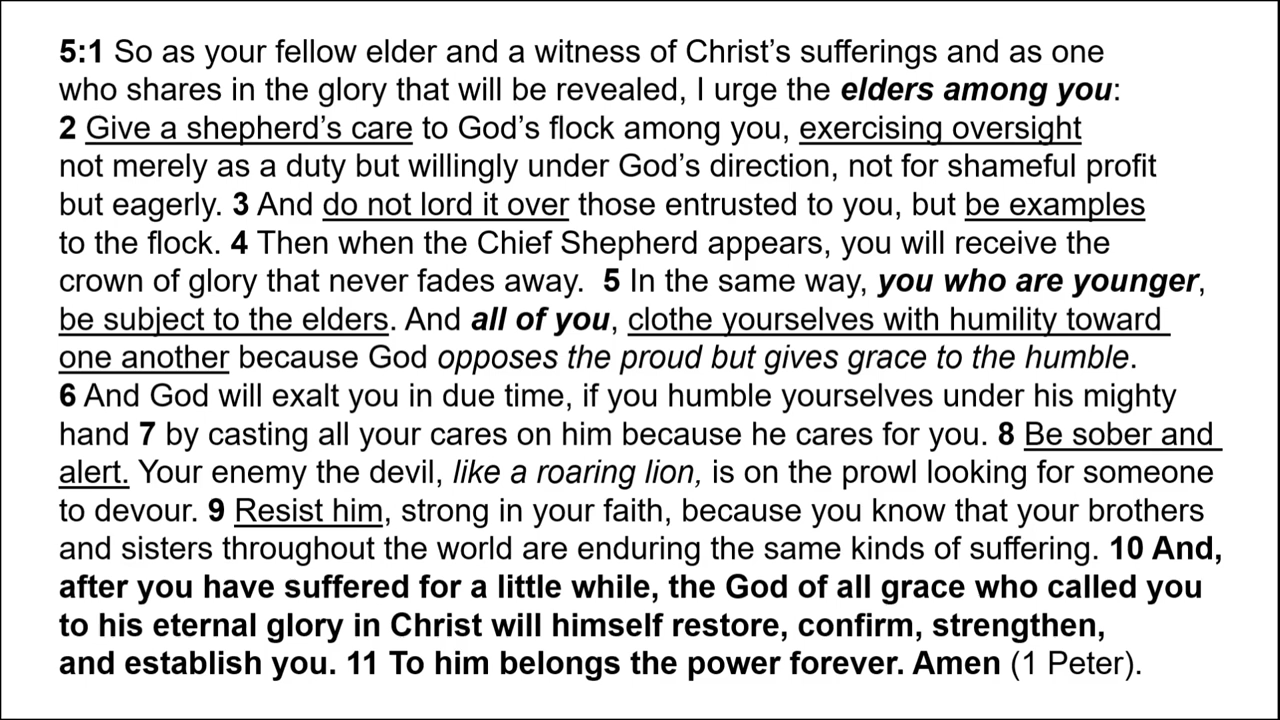 5:1 So as your fellow elder and a witness of Christ’s sufferings and as one
who shares in the glory that will be revealed, I urge the elders among you:
2 Give a shepherd’s care to God’s flock among you, exercising oversight
not merely as a duty but willingly under God’s direction, not for shameful profit
but eagerly. 3 And do not lord it over those entrusted to you, but be examples
to the flock. 4 Then when the Chief Shepherd appears, you will receive the
crown of glory that never fades away.  5 In the same way, you who are younger,
be subject to the elders. And all of you, clothe yourselves with humility toward
one another because God opposes the proud but gives grace to the humble.
6 And God will exalt you in due time, if you humble yourselves under his mighty
hand 7 by casting all your cares on him because he cares for you. 8 Be sober and
alert. Your enemy the devil, like a roaring lion, is on the prowl looking for someone
to devour. 9 Resist him, strong in your faith, because you know that your brothers
and sisters throughout the world are enduring the same kinds of suffering. 10 And,
after you have suffered for a little while, the God of all grace who called you
to his eternal glory in Christ will himself restore, confirm, strengthen,
and establish you. 11 To him belongs the power forever. Amen (1 Peter).